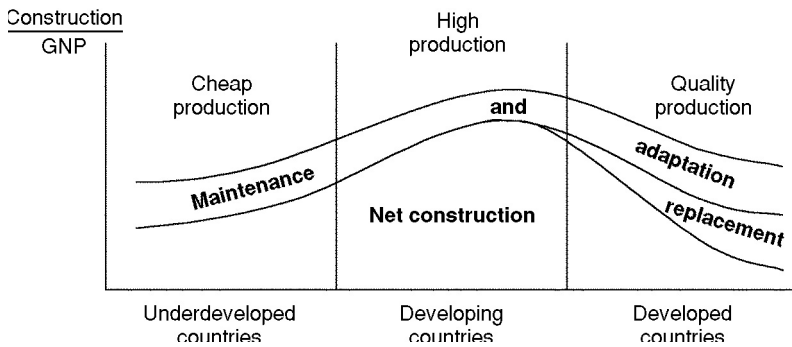 Construction
GNP
High
production
Cheap
production
Quality
production
and
Maintenance
adaptation
Net construction
replacement
Underdeveloped
countries
Developing
countries
Developed
countries